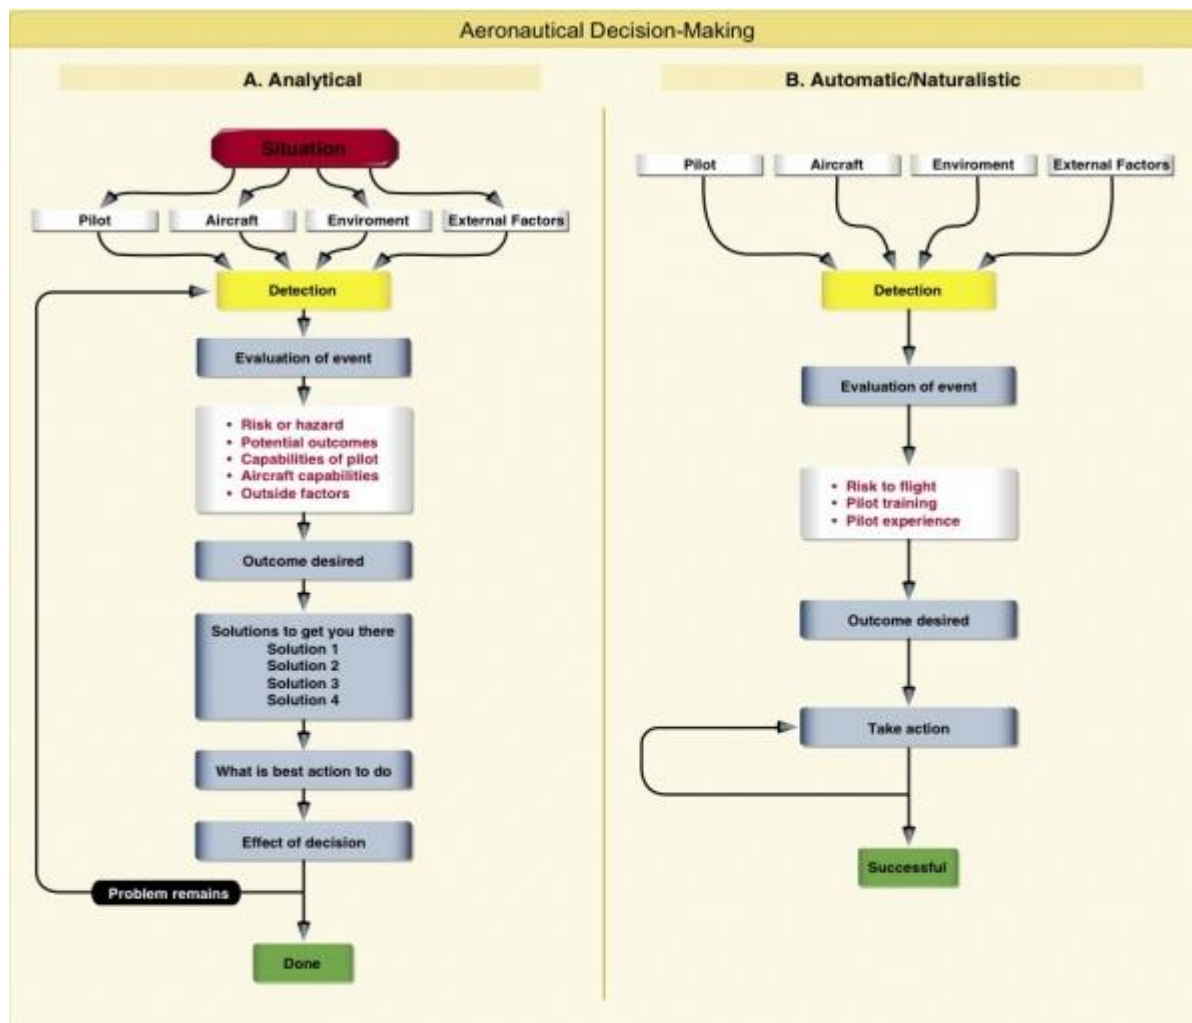 Aeronautical Decision-Making
A. Analytical
Situation
Pilot
Aircraft
Enviroment
External Factors
Detection
Evaluation of event
• Risk or hazard
• Potential outcomes
• Capabilities of pilot
• Aircraft capabilities
• Outside factors
Outcome desired
Solutions to get you there
Solution 1
Solution 2
Solution 3
Solution 4
What is best action to do
Effect of decision
Problem remains
Done
B. Automatic/Naturalistic
Pilot
Aircraft
Enviroment
External Factors
Detection
Evaluation of event
• Risk to flight
• Pilot training
• Pilot experience
Outcome desired
Take action
Successful